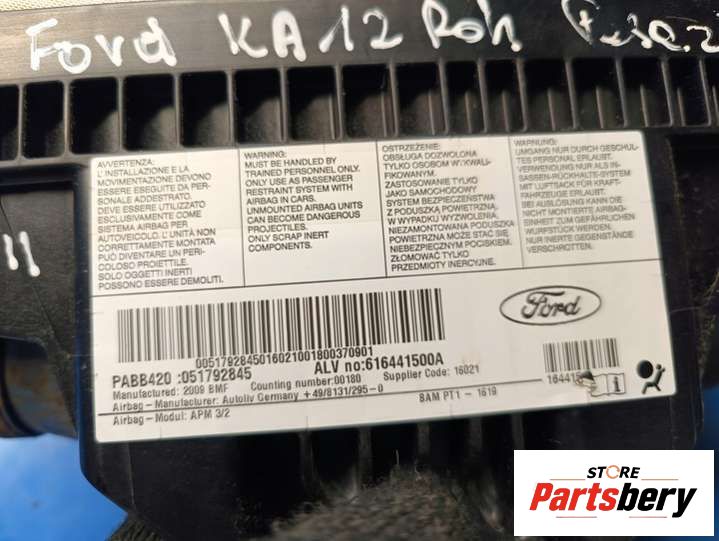 Ford KA 12 Roh
AVVERTENZA:
L' INSTALLAZIONE E LA
MOVIMENTAZIONE DEVONO
ESSERE ESEGUITE DA PER-
SONALE ADDESTRATO.
DEVE ESSERE UTILIZZATO
ESCLUSIVAMENTE COME
SISTEMA AIRBAG PER
AUTOVEICOLO. L' UNITÀ NON
CORRETTAMENTE MONTATA
PUÒ DIVENTARE UN PERI-
COLOSO PROIETTILE.
SOLO OGGETTI INERTI
POSSONO ESSERE DEMOLITI.
WARNING:
MUST BE HANDLED BY
TRAINED PERSONNEL ONLY.
ONLY USE AS PASSENGER
RESTRAINT SYSTEM WITH
AIRBAG IN CARS.
UNMOUNTED AIRBAG UNITS
CAN BECOME DANGEROUS
PROJECTILES.
ONLY SCRAP INERT
COMPONENTS.
OSTRZEŻENIE:
OBSŁUGA DOZWOLONA
TYLKO OSOBOM WYKWALI-
FIKOWANYM.
ZASTOSOWANIE TYLKO
JAKO SAMOCHODOWY
SYSTEM BEZPIECZEŃSTWA
Z PODUSZKĄ POWIETRZNĄ.
W WYPADKU WYZWOLENIA,
NIEZAMONTOWANA PODUSZKA
POWIETRZNA MOŻE STAĆ SIĘ
NIEBEZPIECZNYM POCISKIEM.
ZŁOMOWAĆ TYLKO
PRZEDMIOTY INERCYJNE.
WARNUNG:
UMGANG NUR DURCH GESCHUL-
TES PERSONAL ERLAUBT.
VERWENDUNG NUR ALS IN-
SASSEN-RÜCKHALTE-SYSTEM
MIT LUFTSACK FÜR KRAFT-
FAHRZEUGE ERLAUBT.
BEI AUSLÖSUNG KANN DIE
NICHT MONTIERTE AIRBAG-
EINHEIT ZUM GEFÄHRLICHEN
WURFSTÜCK WERDEN.
NUR INERTE GEGENSTÄNDE
VERSCHROTTEN.
11
Ford
0051792845016021001800370901
PABB420 :051792845 ALV no:616441500A
Manufactured: 2009 BMF Counting number:00180 Supplier Code: 16021
Airbag-Manufacturer: Autoliv Germany +49/8131/295-0
Airbag-Modul: APM 3/2
BAM PT1 - 1619
STORE
Partsbery